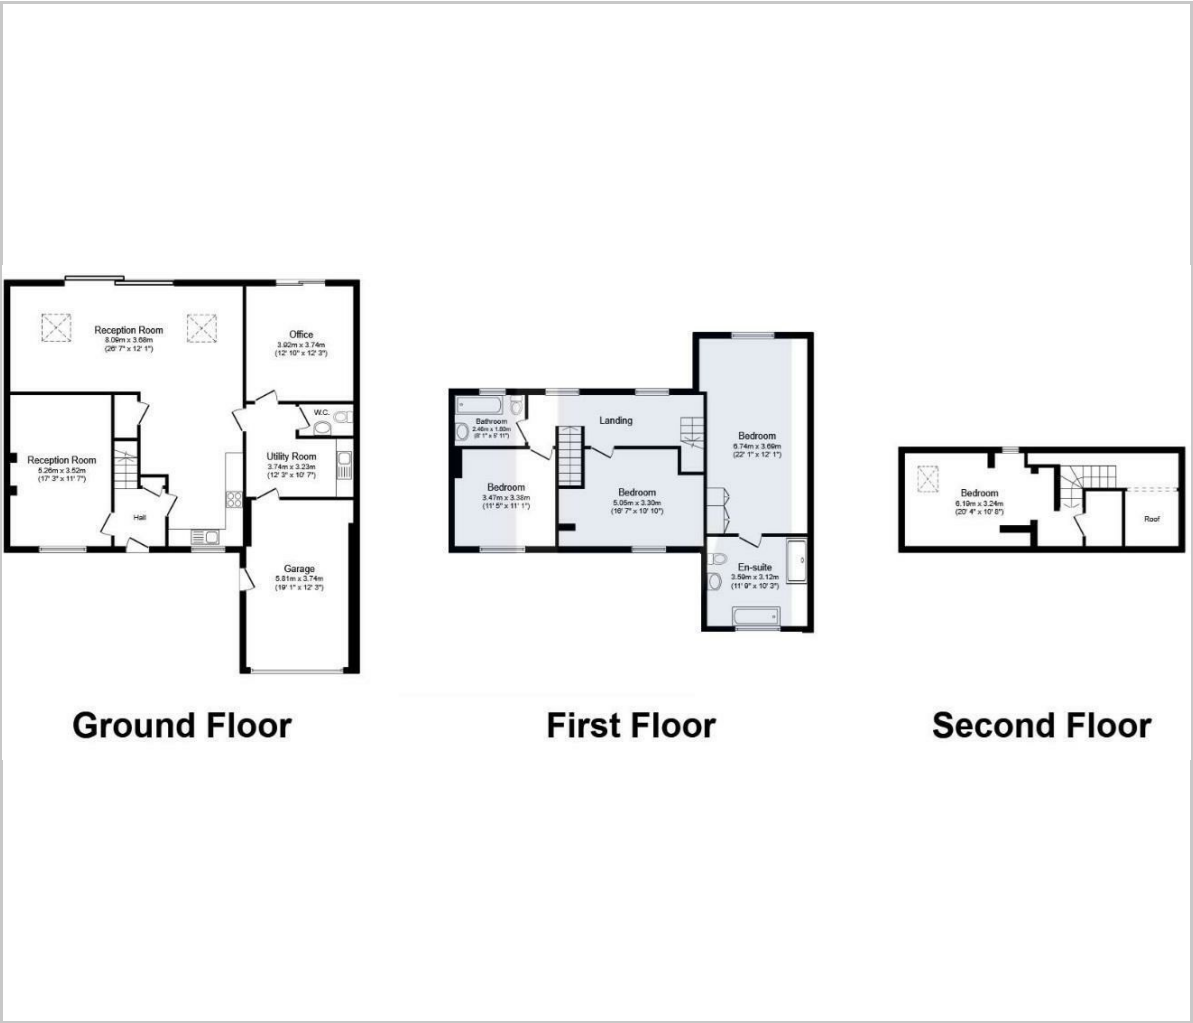 Reception Room
8.09m x 3.68m
(26' 7" x 12' 1")
Office
3.92m x 3.74m
(12' 10" x 12' 3")
W.C.
Utility Room
3.74m x 3.23m
(12' 3" x 10' 7")
Reception Room
5.26m x 3.52m
(17' 3" x 11' 7")
Hall
Garage
5.81m x 3.74m
(19' 1" x 12' 3")
Ground Floor
Bathroom
2.46m x 1.80m
(8' 1" x 5' 11")
Landing
Bedroom
6.74m x 3.69m
(22' 1" x 12' 1")
Bedroom
3.47m x 3.38m
(11' 5" x 11' 1")
Bedroom
5.05m x 3.30m
(16' 7" x 10' 10")
En-suite
3.59m x 3.12m
(11' 9" x 10' 3")
First Floor
Bedroom
6.19m x 3.24m
(20' 4" x 10' 8")
Roof
Second Floor